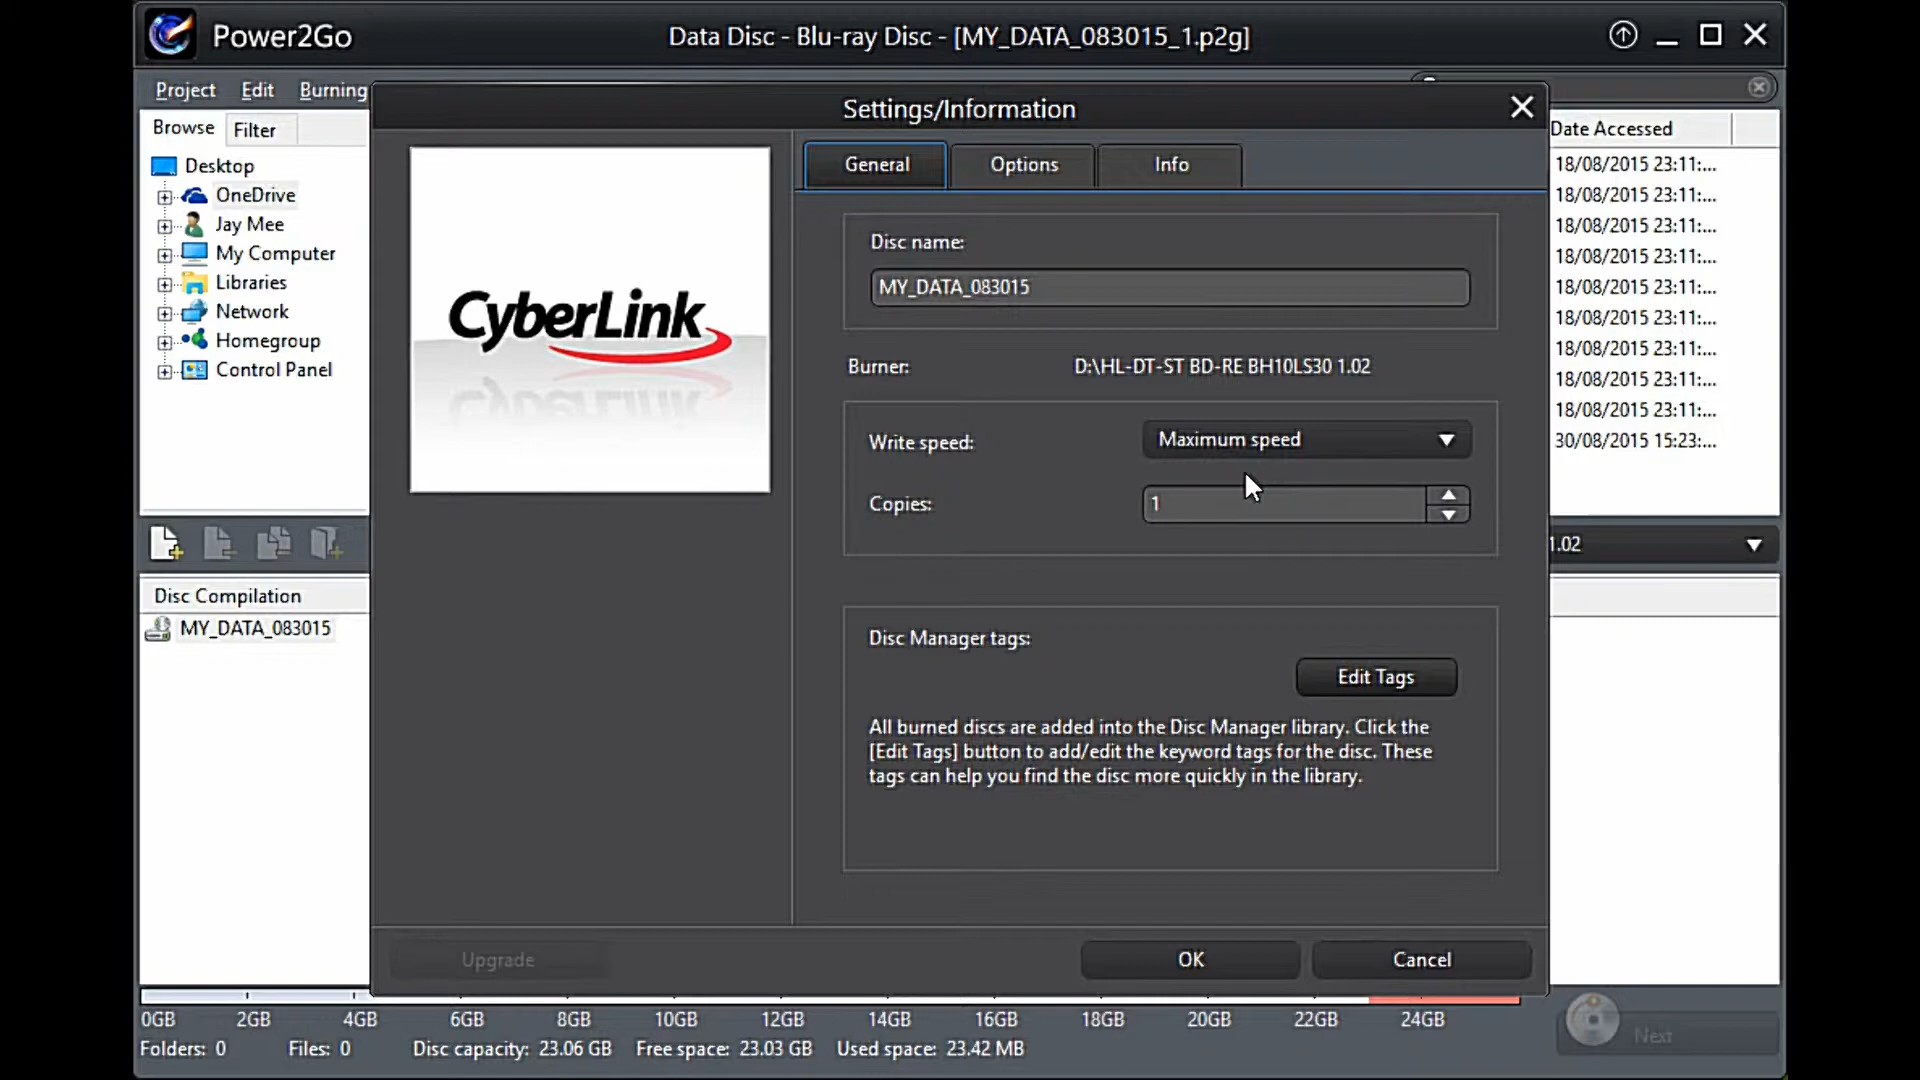 Power2Go
Data Disc - Blu-ray Disc - [MY_DATA_083015_1.p2g]
Project Edit Burning
Settings/Information
Browse Filter
Date Accessed
Desktop
OneDrive
Jay Mee
My Computer
Libraries
Network
Homegroup
Control Panel
CyberLink
General Options Info
Disc name:
MY_DATA_083015
Burner: D:\HL-DT-ST BD-RE BH10LS30 1.02
Write speed: Maximum speed
Copies: 1
Disc Manager tags:
Edit Tags
All burned discs are added into the Disc Manager library. Click the
[Edit Tags] button to add/edit the keyword tags for the disc. These
tags can help you find the disc more quickly in the library.
18/08/2015 23:11:...
18/08/2015 23:11:...
18/08/2015 23:11:...
18/08/2015 23:11:...
18/08/2015 23:11:...
18/08/2015 23:11:...
18/08/2015 23:11:...
18/08/2015 23:11:...
18/08/2015 23:11:...
30/08/2015 15:23:...
1.02
Disc Compilation
MY_DATA_083015
Upgrade OK Cancel
0GB 2GB 4GB 6GB 8GB 10GB 12GB 14GB 16GB 18GB 20GB 22GB 24GB
Folders: 0 Files: 0 Disc capacity: 23.06 GB Free space: 23.03 GB Used space: 23.42 MB
Next